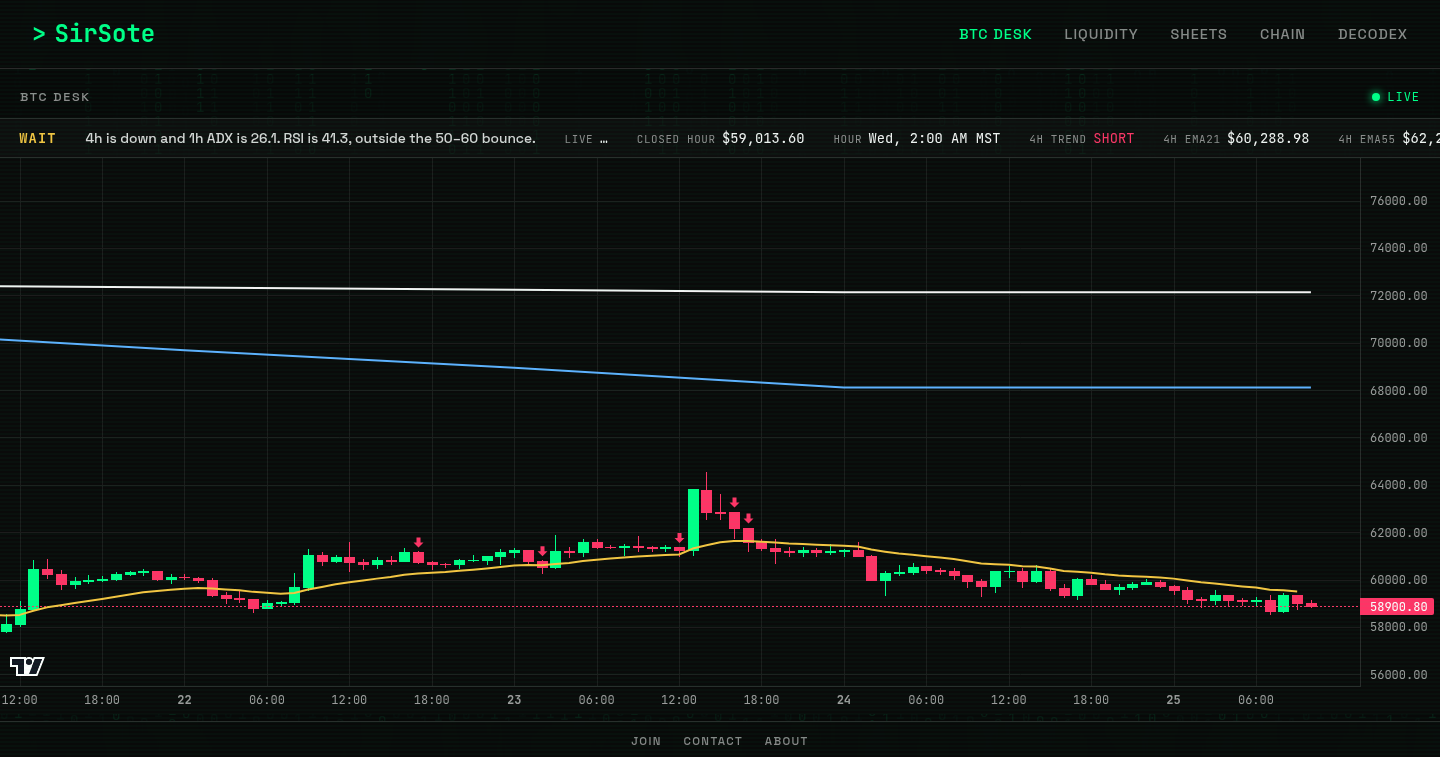 > SirSote
BTC DESK LIQUIDITY SHEETS CHAIN DECODEX
BTC DESK
LIVE
WAIT 4h is down and 1h ADX is 26.1. RSI is 41.3, outside the 50–60 bounce. LIVE … CLOSED HOUR $59,013.60 HOUR Wed, 2:00 AM MST 4H TREND SHORT 4H EMA21 $60,288.98 4H EMA55 $62,2
76000.00
74000.00
72000.00
70000.00
68000.00
66000.00
64000.00
62000.00
60000.00
58900.80
58000.00
56000.00
12:00 18:00 22 06:00 12:00 18:00 23 06:00 12:00 18:00 24 06:00 12:00 18:00 25 06:00
JOIN CONTACT ABOUT